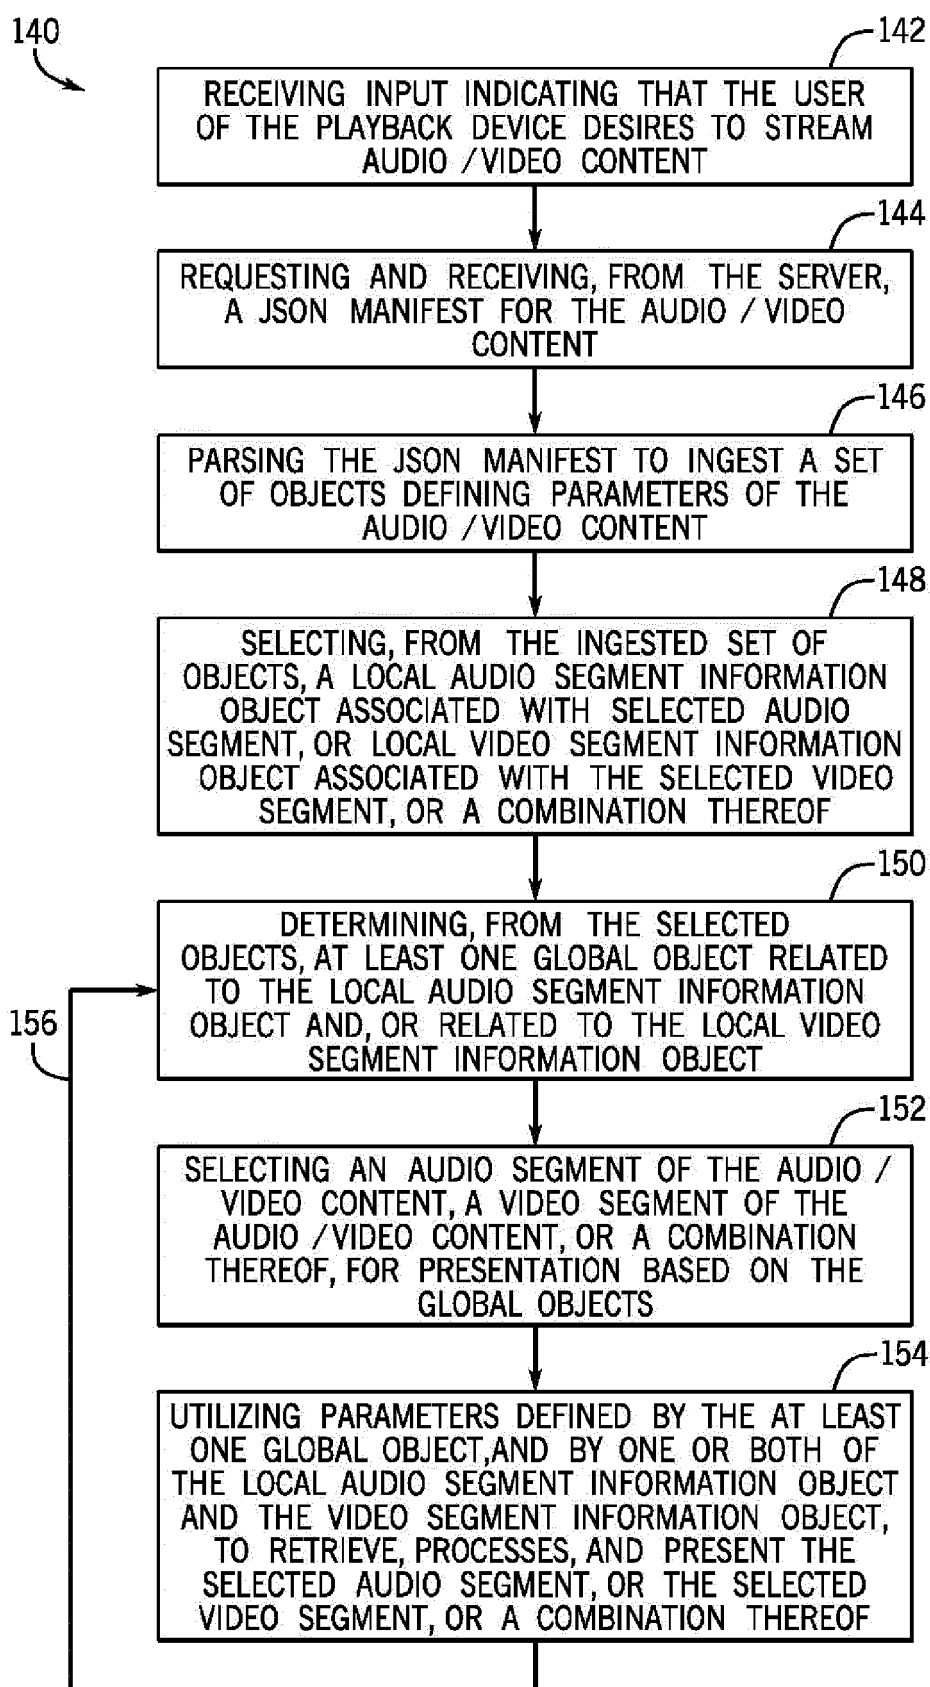 140
142
RECEIVING INPUT INDICATING THAT THE USER
OF THE PLAYBACK DEVICE DESIRES TO STREAM
AUDIO / VIDEO CONTENT
144
REQUESTING AND RECEIVING, FROM THE SERVER,
A JSON MANIFEST FOR THE AUDIO / VIDEO
CONTENT
146
PARSING THE JSON MANIFEST TO INGEST A SET
OF OBJECTS DEFINING PARAMETERS OF THE
AUDIO / VIDEO CONTENT
148
SELECTING, FROM THE INGESTED SET OF
OBJECTS, A LOCAL AUDIO SEGMENT INFORMATION
OBJECT ASSOCIATED WITH SELECTED AUDIO
SEGMENT, OR LOCAL VIDEO SEGMENT INFORMATION
OBJECT ASSOCIATED WITH THE SELECTED VIDEO
SEGMENT, OR A COMBINATION THEREOF
150
DETERMINING, FROM THE SELECTED
OBJECTS, AT LEAST ONE GLOBAL OBJECT RELATED
TO THE LOCAL AUDIO SEGMENT INFORMATION
OBJECT AND, OR RELATED TO THE LOCAL VIDEO
SEGMENT INFORMATION OBJECT
156
152
SELECTING AN AUDIO SEGMENT OF THE AUDIO /
VIDEO CONTENT, A VIDEO SEGMENT OF THE
AUDIO / VIDEO CONTENT, OR A COMBINATION
THEREOF, FOR PRESENTATION BASED ON THE
GLOBAL OBJECTS
154
UTILIZING PARAMETERS DEFINED BY THE AT LEAST
ONE GLOBAL OBJECT,AND BY ONE OR BOTH OF
THE LOCAL AUDIO SEGMENT INFORMATION OBJECT
AND THE VIDEO SEGMENT INFORMATION OBJECT,
TO RETRIEVE, PROCESSES, AND PRESENT THE
SELECTED AUDIO SEGMENT, OR THE SELECTED
VIDEO SEGMENT, OR A COMBINATION THEREOF